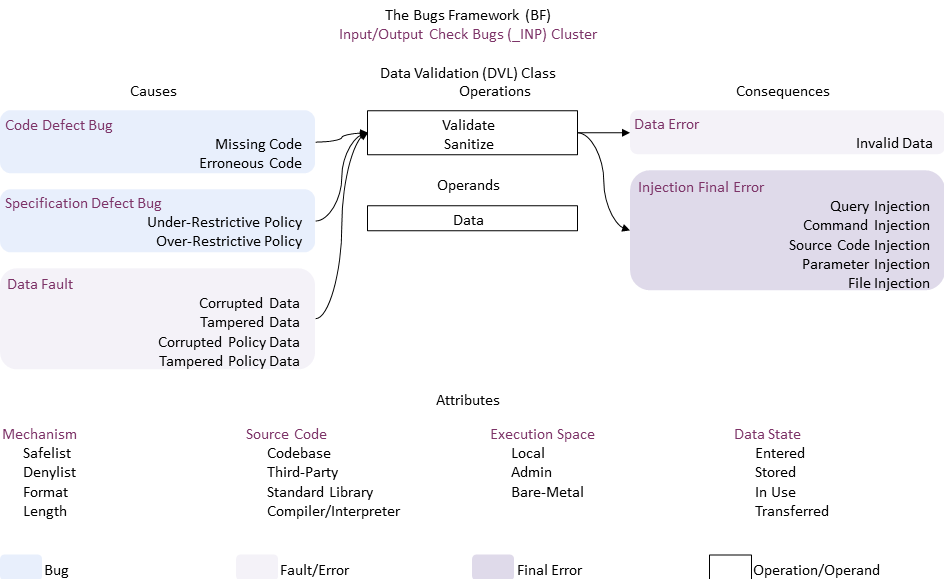 The Bugs Framework (BF)
Input/Output Check Bugs (_INP) Cluster
Data Validation (DVL) Class
Causes
Operations
Consequences
Code Defect Bug
Missing Code
Erroneous Code
Specification Defect Bug
Under-Restrictive Policy
Over-Restrictive Policy
Data Fault
Corrupted Data
Tampered Data
Corrupted Policy Data
Tampered Policy Data
Validate
Sanitize
Operands
Data
Data Error
Invalid Data
Injection Final Error
Query Injection
Command Injection
Source Code Injection
Parameter Injection
File Injection
Attributes
Mechanism
Safelist
Denylist
Format
Length
Source Code
Codebase
Third-Party
Standard Library
Compiler/Interpreter
Execution Space
Local
Admin
Bare-Metal
Data State
Entered
Stored
In Use
Transferred
Bug
Fault/Error
Final Error
Operation/Operand